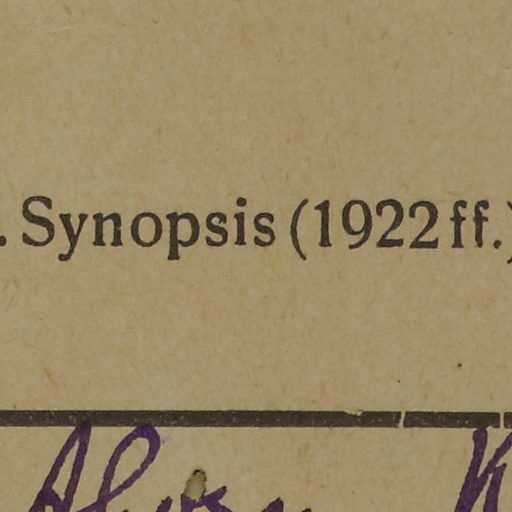 . Synopsis (1922 ff.)